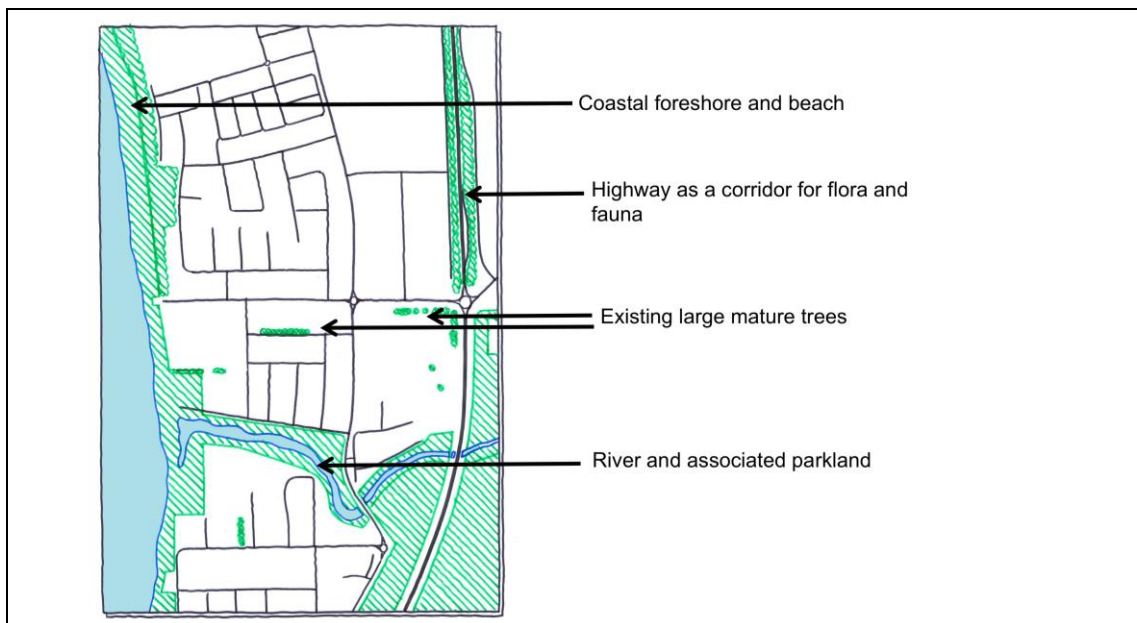 Coastal foreshore and beach
Highway as a corridor for flora and
fauna
Existing large mature trees
River and associated parkland